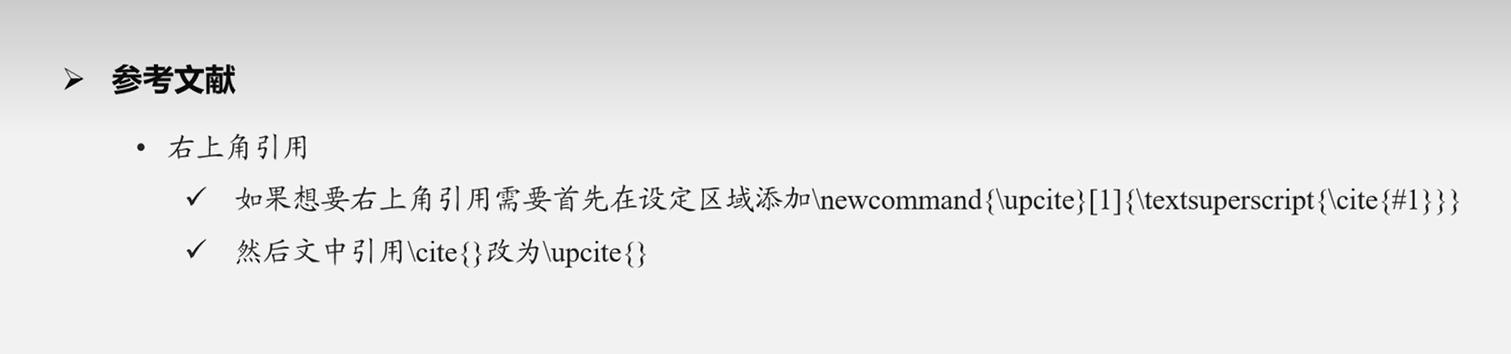 参考文献
右上角引用
如果想要右上角引用需要首先在设定区域添加\newcommand{\upcite}[1]{\textsuperscript{\cite{#1}}}
然后文中引用\cite{}改为\upcite{}